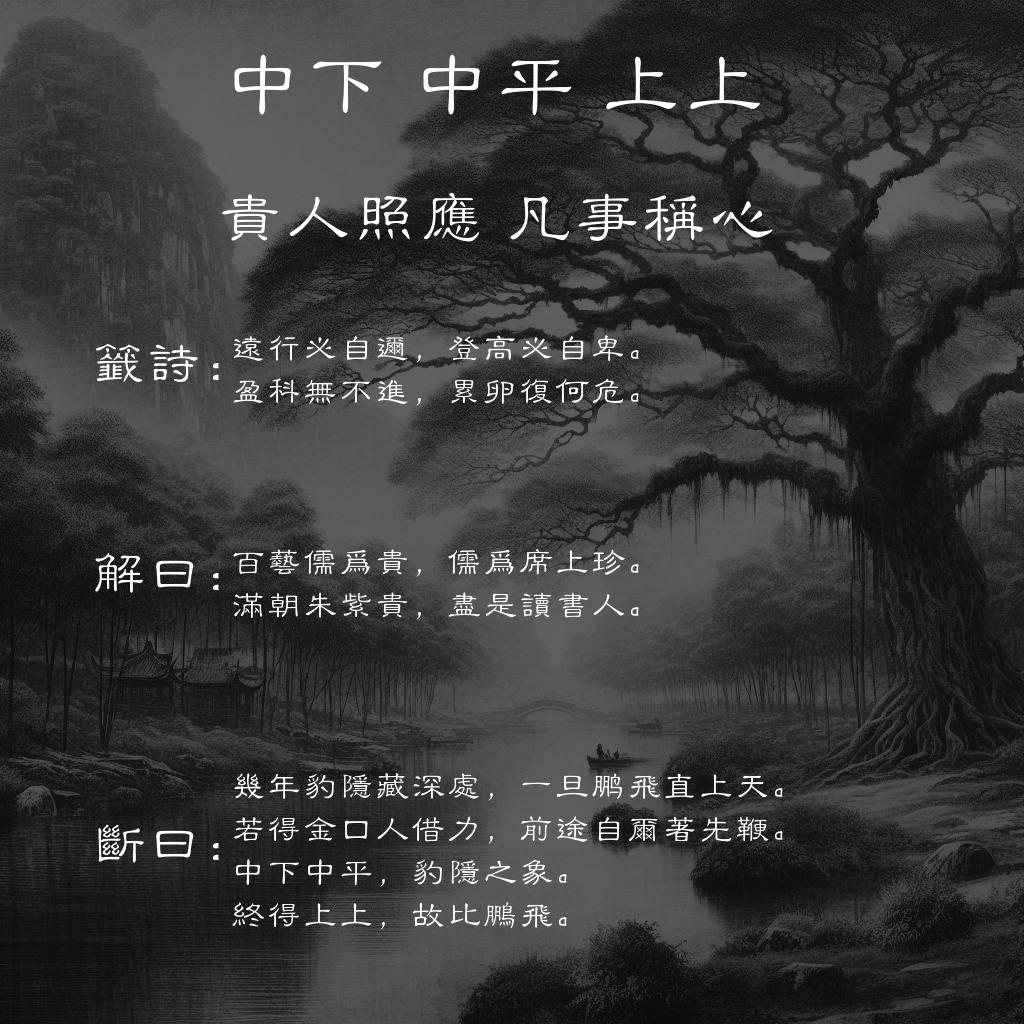 中下 中平 上上
貴人照應 凡事稱心
籤詩：
遠行必自邇，登高必自卑。
盈科無不進，累卵復何危。
解曰：
百藝儒爲貴，儒爲席上珍。
滿朝朱紫貴，盡是讀書人。
斷曰：
幾年豹隱藏深處，一旦鹏飛直上天。
若得金口人借力，前途自爾著先鞭。
中下中平，豹隱之象。
終得上上，故比鵬飛。